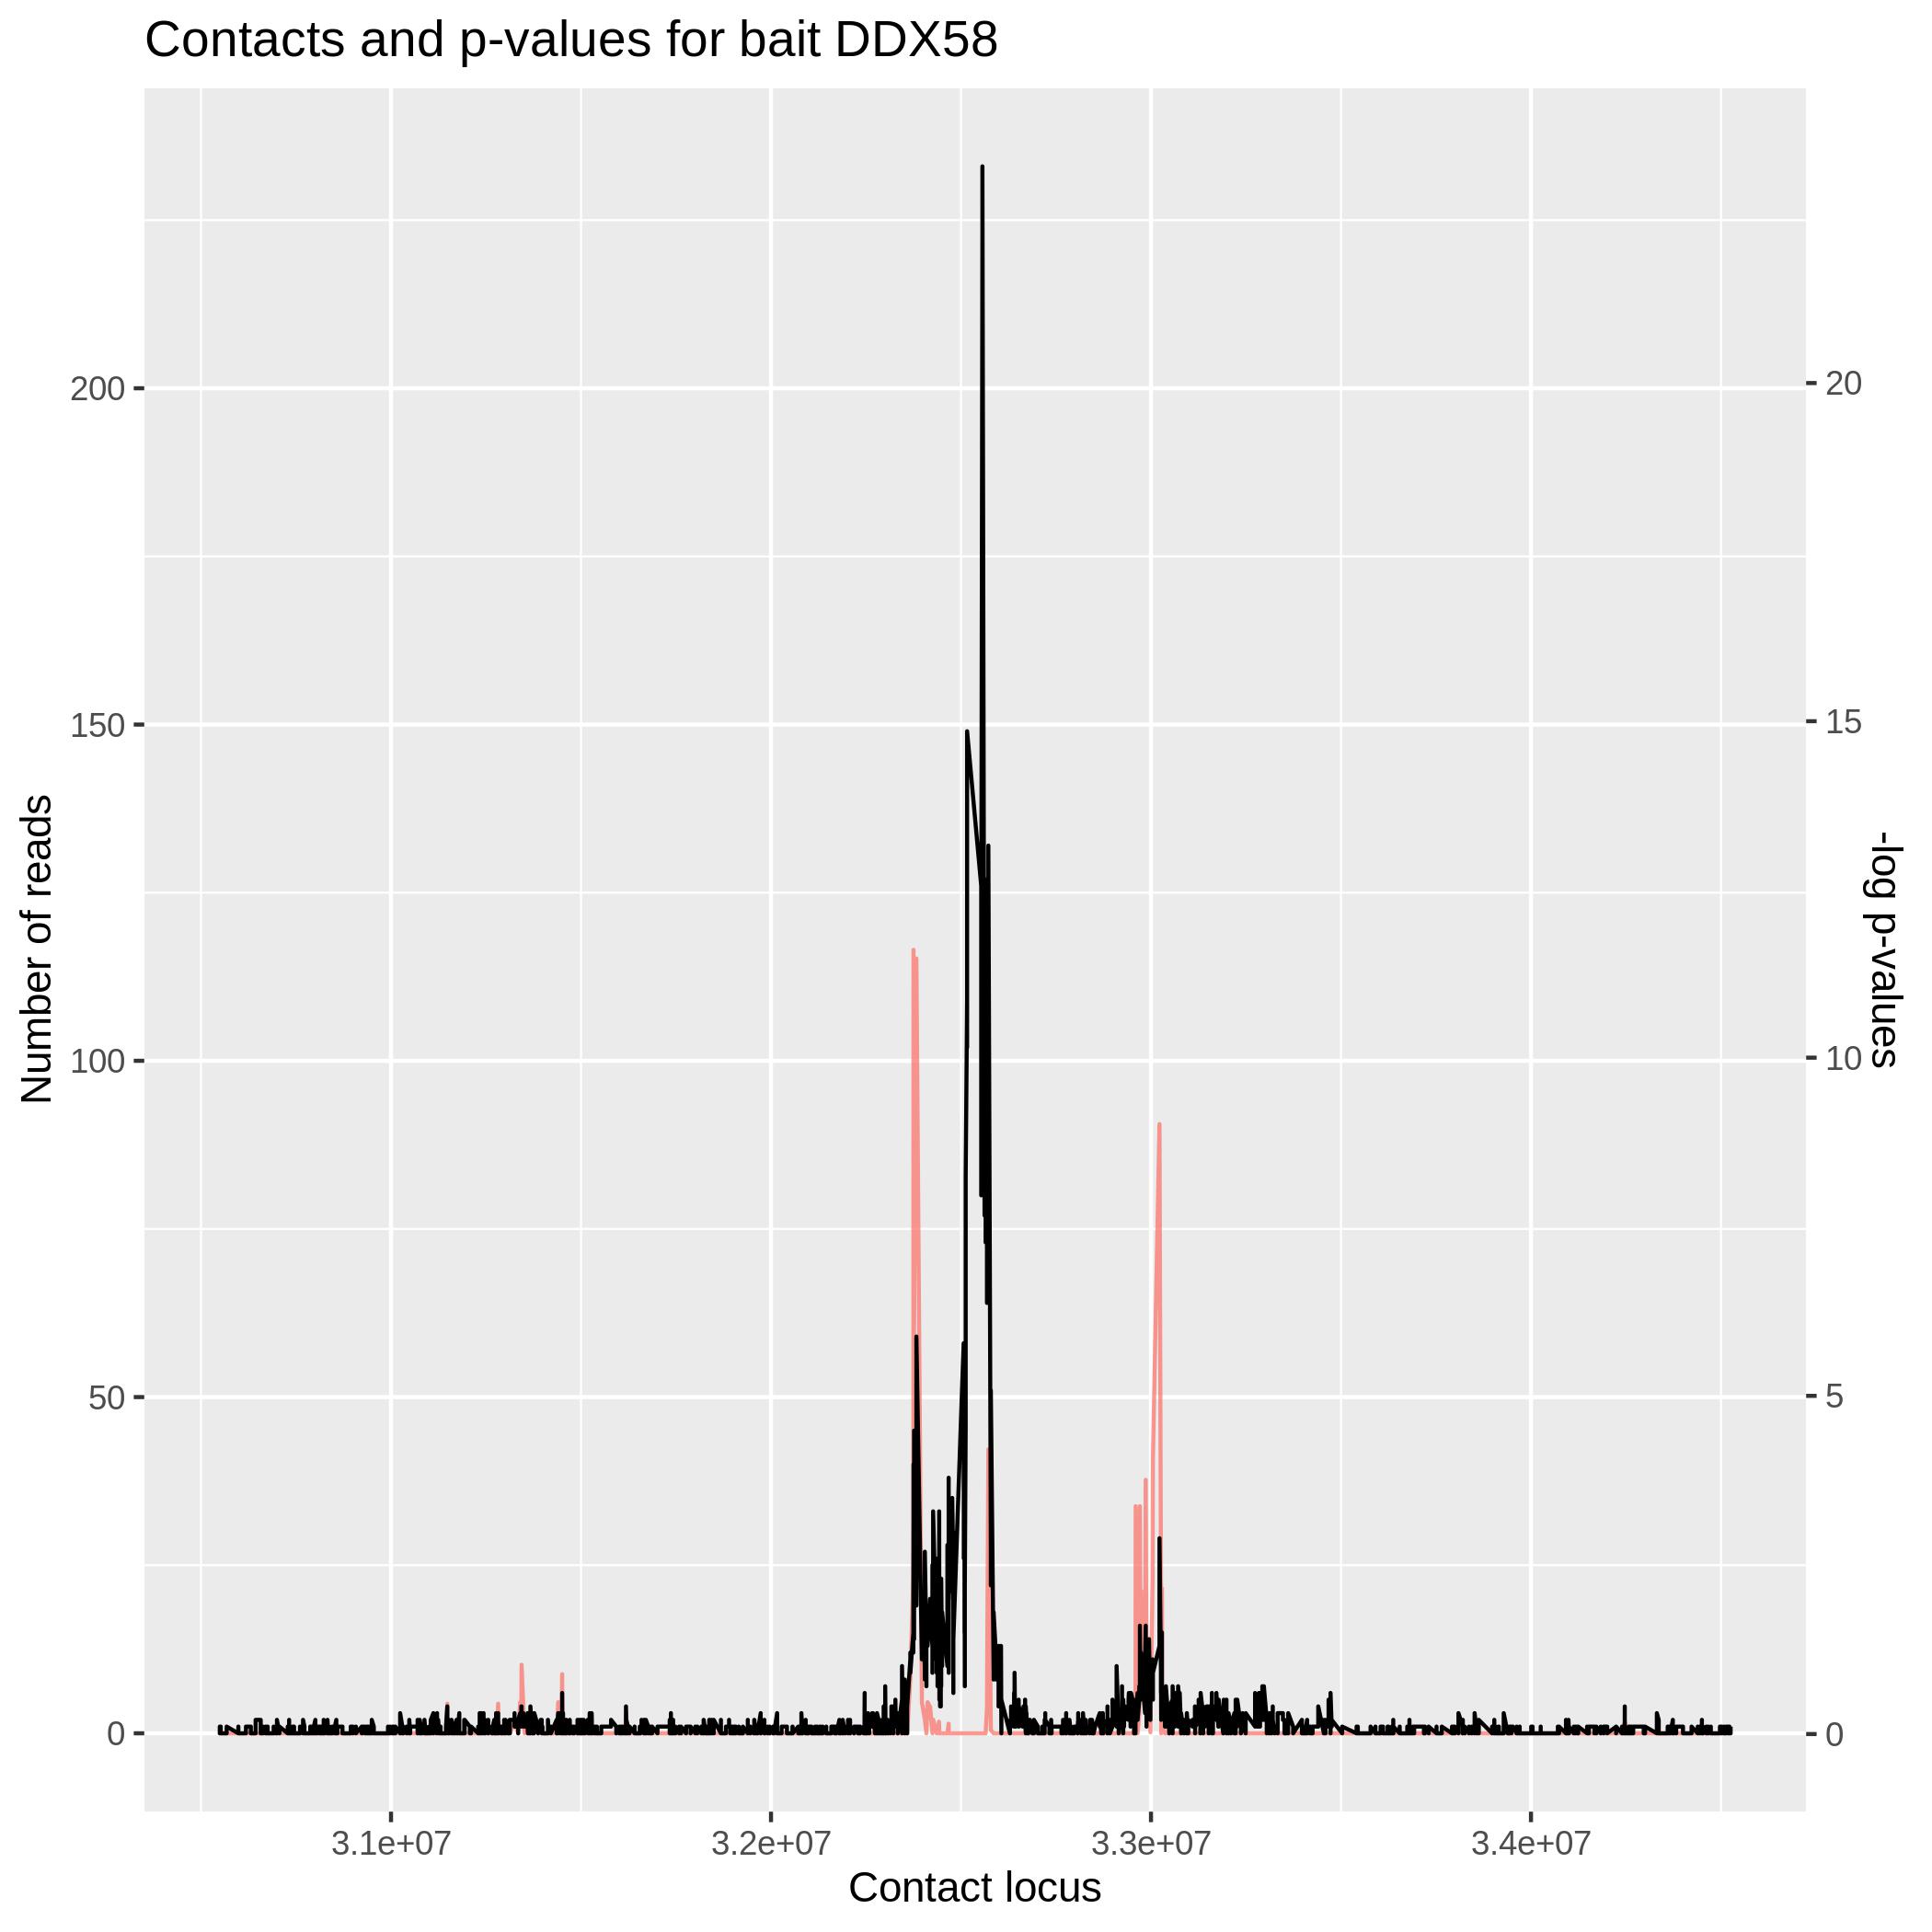 Contacts and p-values for bait DDX58
Number of reads
200
150
100
50
0
20
15
10
5
0
-log p-values
3.1e+07
3.2e+07
3.3e+07
3.4e+07
Contact locus